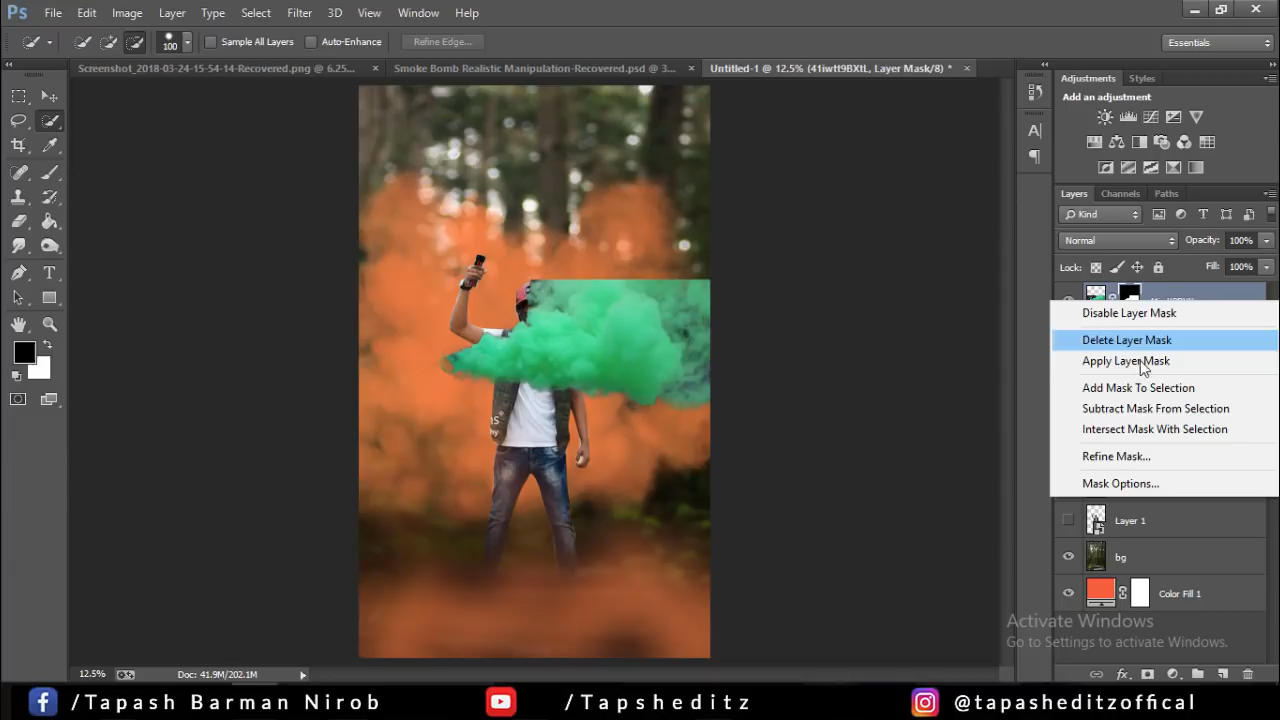 Ps File Edit Image Layer Type Select Filter 3D View Window Help
100 Sample All Layers Auto-Enhance Refine Edge... Essentials
Screenshot_2018-03-24-15-54-14-Recovered.png @ 6.25... × Smoke Bomb Realistic Manipulation-Recovered.psd @ 3... × Untitled-1 @ 12.5% (41iwtt9BXtL, Layer Mask/8) * ×
Adjustments Styles
Add an adjustment
Layers Channels Paths
Kind
Normal Opacity: 100%
Lock: Fill: 100%
Disable Layer Mask
Delete Layer Mask
Apply Layer Mask
Add Mask To Selection
Subtract Mask From Selection
Intersect Mask With Selection
Refine Mask...
Mask Options...
Layer 1
bg
Color Fill 1
Activate Windows
Go to Settings to activate Windows.
12.5% Doc: 41.9M/202.1M
/Tapash Barman Nirob /Tapsheditz @tapasheditzoffical